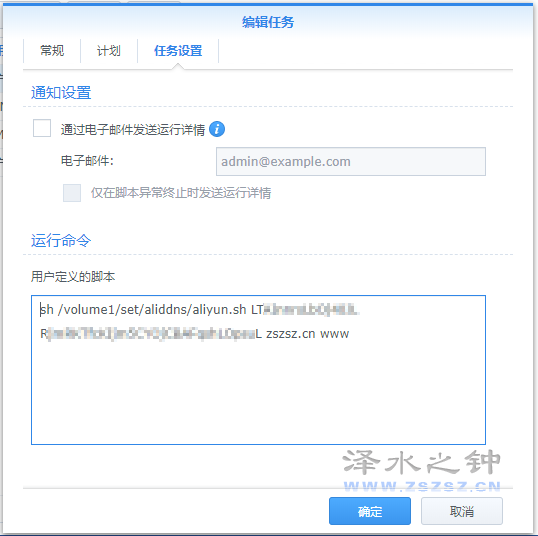 编辑任务
常规 计划 任务设置
通知设置
通过电子邮件发送运行详情
电子邮件:
admin@example.com
仅在脚本异常终止时发送运行详情
运行命令
用户定义的脚本
sh /volume1/set/aliddns/aliyun.sh LT
R L zszsz.cn www
泽水之钟
WWW.ZSZSZ.CN
确定 取消